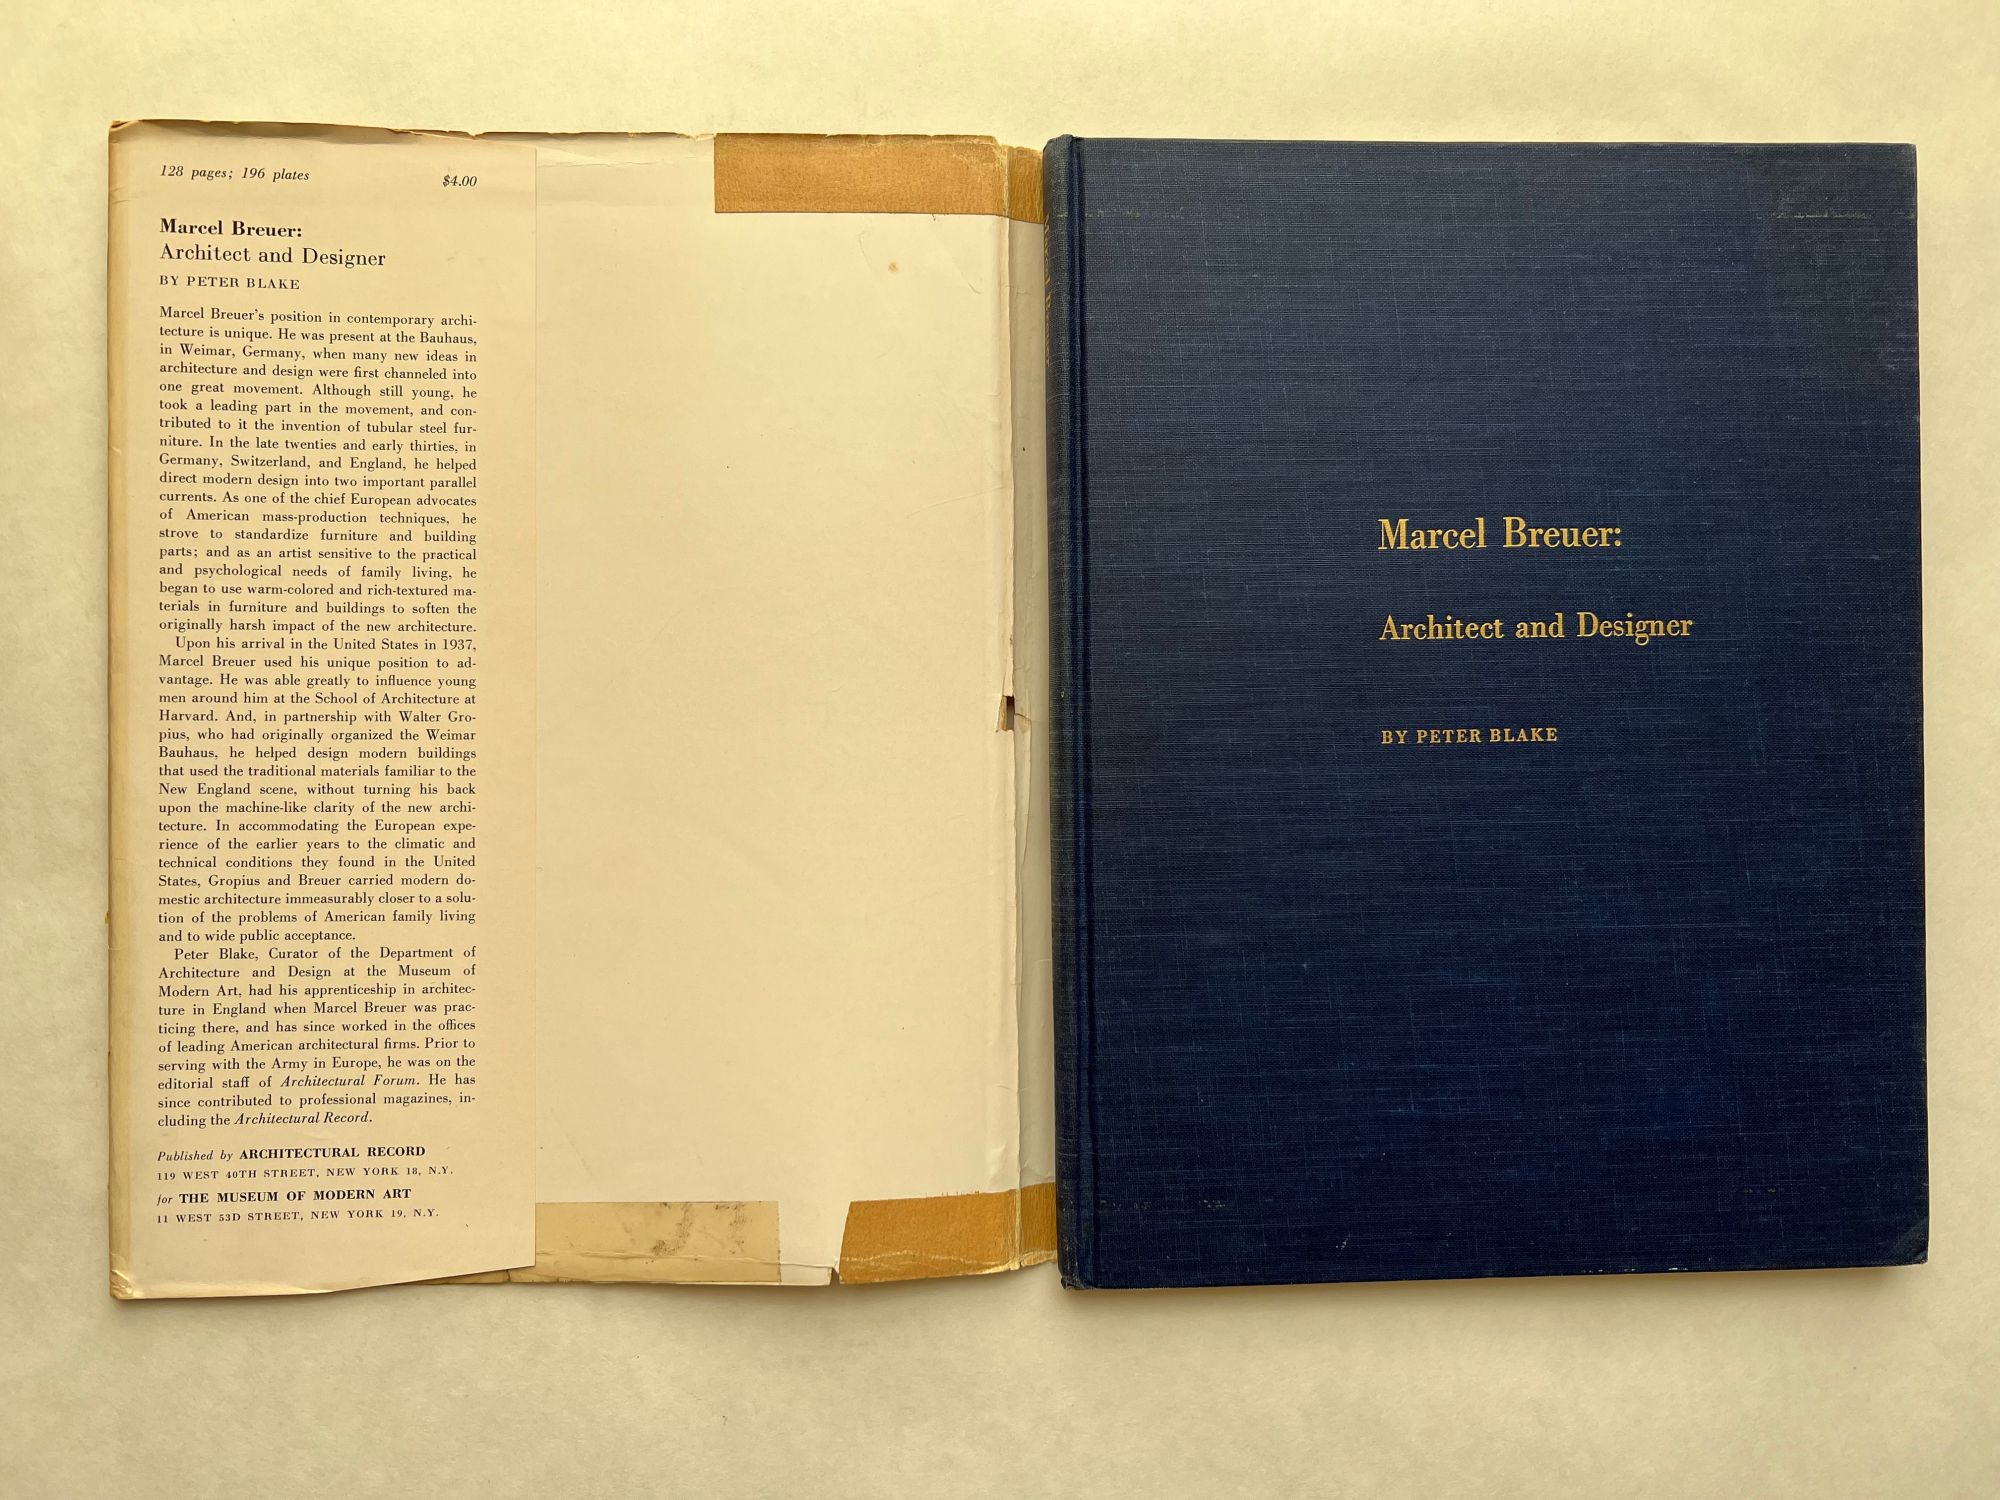 128 pages; 196 plates
$4.00
Marcel Breuer:
Architect and Designer
BY PETER BLAKE
Marcel Breuer's position in contemporary archi-
tecture is unique. He was present at the Bauhaus,
in Weimar, Germany, when many new ideas in
architecture and design were first channeled into
one great movement. Although still young, he
took a leading part in the movement, and con-
tributed to it the invention of tubular steel fur-
niture. In the late twenties and early thirties, in
Germany, Switzerland, and England, he helped
direct modern design into two important parallel
currents. As one of the chief European advocates
of American mass-production techniques, he
strove to standardize furniture and building
parts; and as an artist sensitive to the practical
and psychological needs of family living, he
began to use warm-colored and rich-textured ma-
terials in furniture and buildings to soften the
originally harsh impact of the new architecture.
Upon his arrival in the United States in 1937,
Marcel Breuer used his unique position to ad-
vantage. He was able greatly to influence young
men around him at the School of Architecture at
Harvard. And, in partnership with Walter Gro-
pius, who had originally organized the Weimar
Bauhaus, he helped design modern buildings
that used the traditional materials familiar to the
New England scene, without turning his back
upon the machine-like clarity of the new archi-
tecture. In accommodating the European expe-
rience of the earlier years to the climatic and
technical conditions they found in the United
States, Gropius and Breuer carried modern do-
mestic architecture immeasurably closer to a solu-
tion of the problems of American family living
and to wide public acceptance.
Peter Blake, Curator of the Department of
Architecture and Design at the Museum of
Modern Art, had his apprenticeship in architec-
ture in England when Marcel Breuer was prac-
ticing there, and has since worked in the offices
of leading American architectural firms. Prior to
serving with the Army in Europe, he was on the
editorial staff of Architectural Forum. He has
since contributed to professional magazines, in-
cluding the Architectural Record.
Published by ARCHITECTURAL RECORD
119 WEST 40TH STREET, NEW YORK 18, N.Y.
for THE MUSEUM OF MODERN ART
11 WEST 53D STREET, NEW YORK 19, N.Y.
Marcel Breuer:
Architect and Designer
BY PETER BLAKE